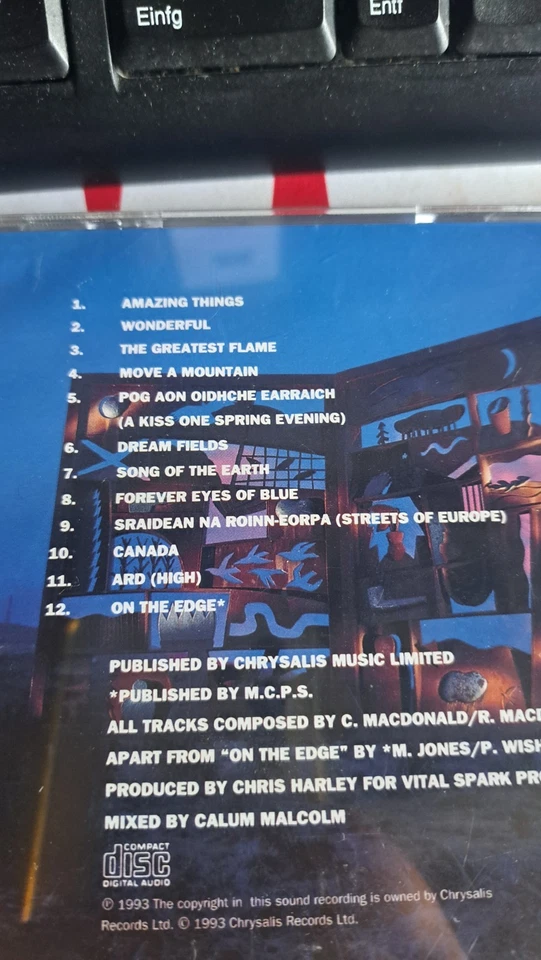 Einfg
Entf
1. AMAZING THINGS
2. WONDERFUL
3. THE GREATEST FLAME
4. MOVE A MOUNTAIN
5. POG AON OIDHCHE EARRAICH
(A KISS ONE SPRING EVENING)
6. DREAM FIELDS
7. SONG OF THE EARTH
8. FOREVER EYES OF BLUE
9. SRAIDEAN NA ROINN-EORPA (STREETS OF EUROPE)
10. CANADA
11. ARD (HIGH)
12. ON THE EDGE*
PUBLISHED BY CHRYSALIS MUSIC LIMITED
*PUBLISHED BY M.C.P.S.
ALL TRACKS COMPOSED BY C. MACDONALD/R. MACD
APART FROM "ON THE EDGE" BY *M. JONES/P. WISH
PRODUCED BY CHRIS HARLEY FOR VITAL SPARK PRO
MIXED BY CALUM MALCOLM
COMPACT
disc
DIGITAL AUDIO
℗ 1993 The copyright in this sound recording is owned by Chrysalis
Records Ltd. © 1993 Chrysalis Records Ltd.